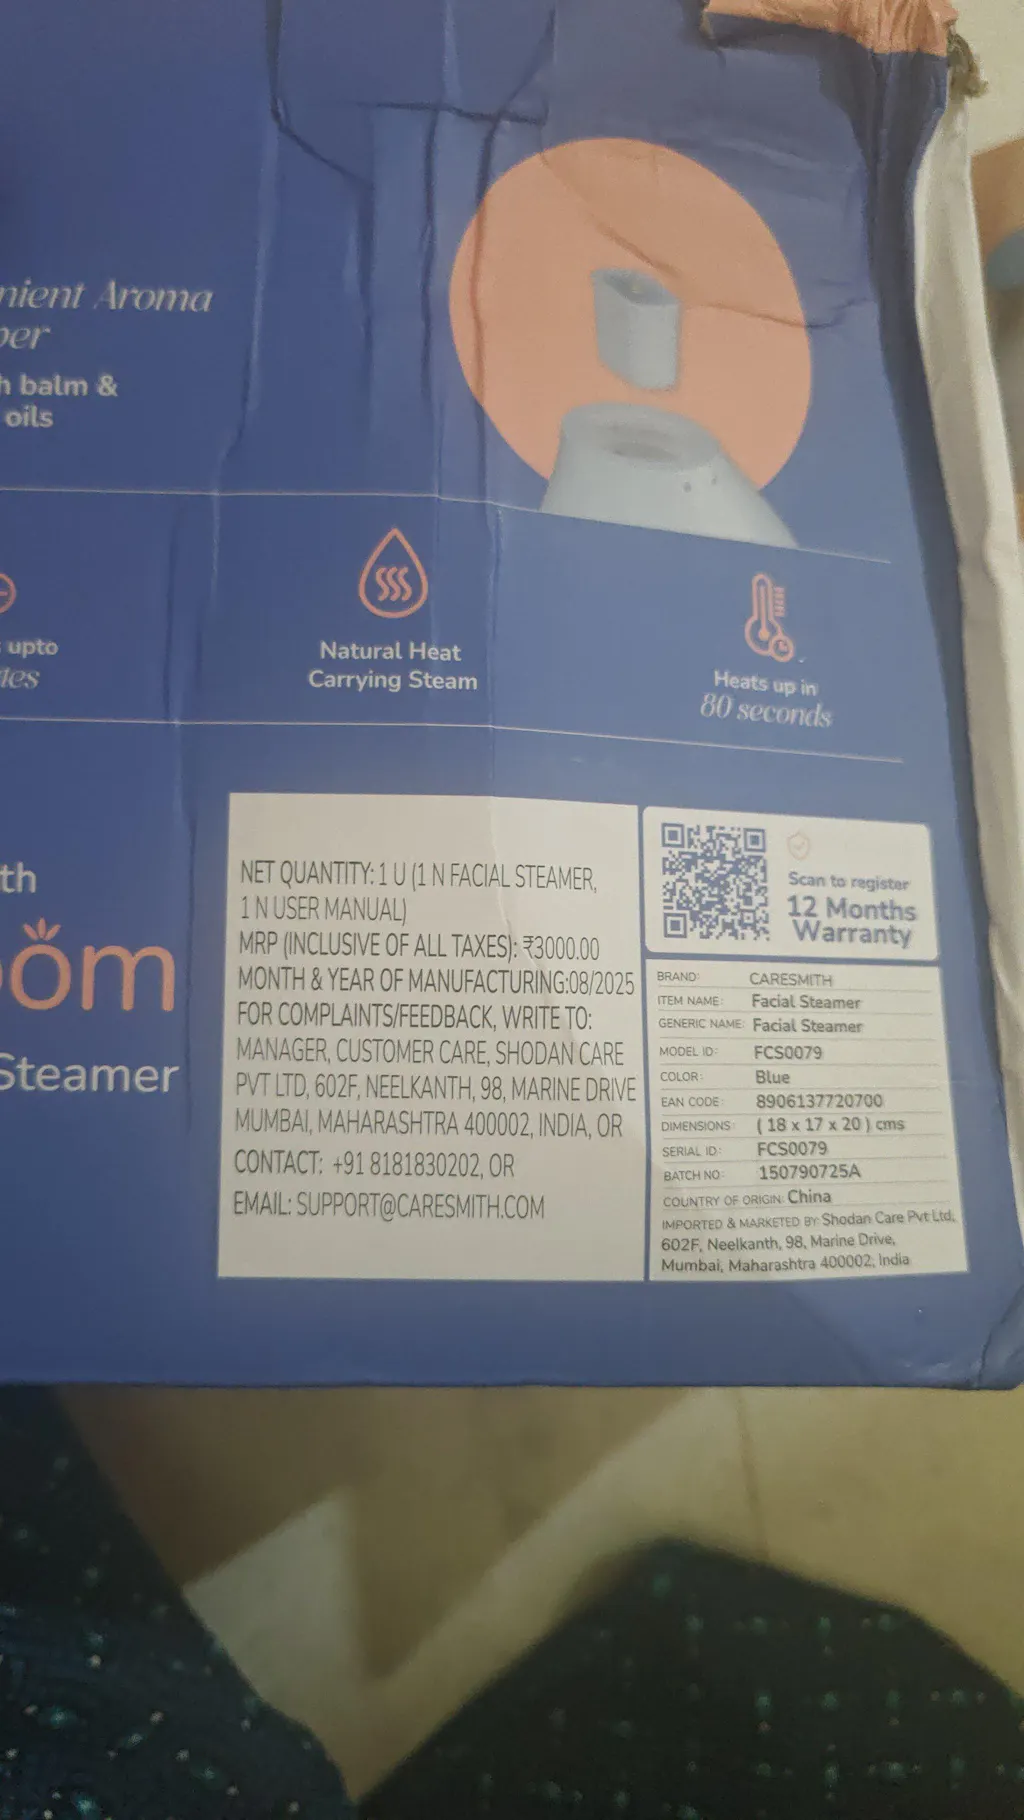 nient Aroma
balm &
oils
upto
Natural Heat
Carrying Steam
Heats up in
80 seconds
th
om
Steamer
NET QUANTITY: 1 U (1 N FACIAL STEAMER,
1 N USER MANUAL)
MRP (INCLUSIVE OF ALL TAXES): ₹3000.00
MONTH & YEAR OF MANUFACTURING:08/2025
FOR COMPLAINTS/FEEDBACK, WRITE TO:
MANAGER, CUSTOMER CARE, SHODAN CARE
PVT LTD, 602F, NEELKANTH, 98, MARINE DRIVE
MUMBAI, MAHARASHTRA 400002, INDIA, OR
CONTACT: +91 8181830202, OR
EMAIL: SUPPORT@CARESMITH.COM
Scan to register
12 Months
Warranty
BRAND: CARESMITH
ITEM NAME: Facial Steamer
GENERIC NAME: Facial Steamer
MODEL ID: FCS0079
COLOR: Blue
EAN CODE: 8906137720700
DIMENSIONS: ( 18 x 17 x 20 ) cms
SERIAL ID: FCS0079
BATCH NO: 150790725A
COUNTRY OF ORIGIN: China
IMPORTED & MARKETED BY: Shodan Care Pvt Ltd,
602F, Neelkanth, 98, Marine Drive,
Mumbai, Maharashtra 400002, India